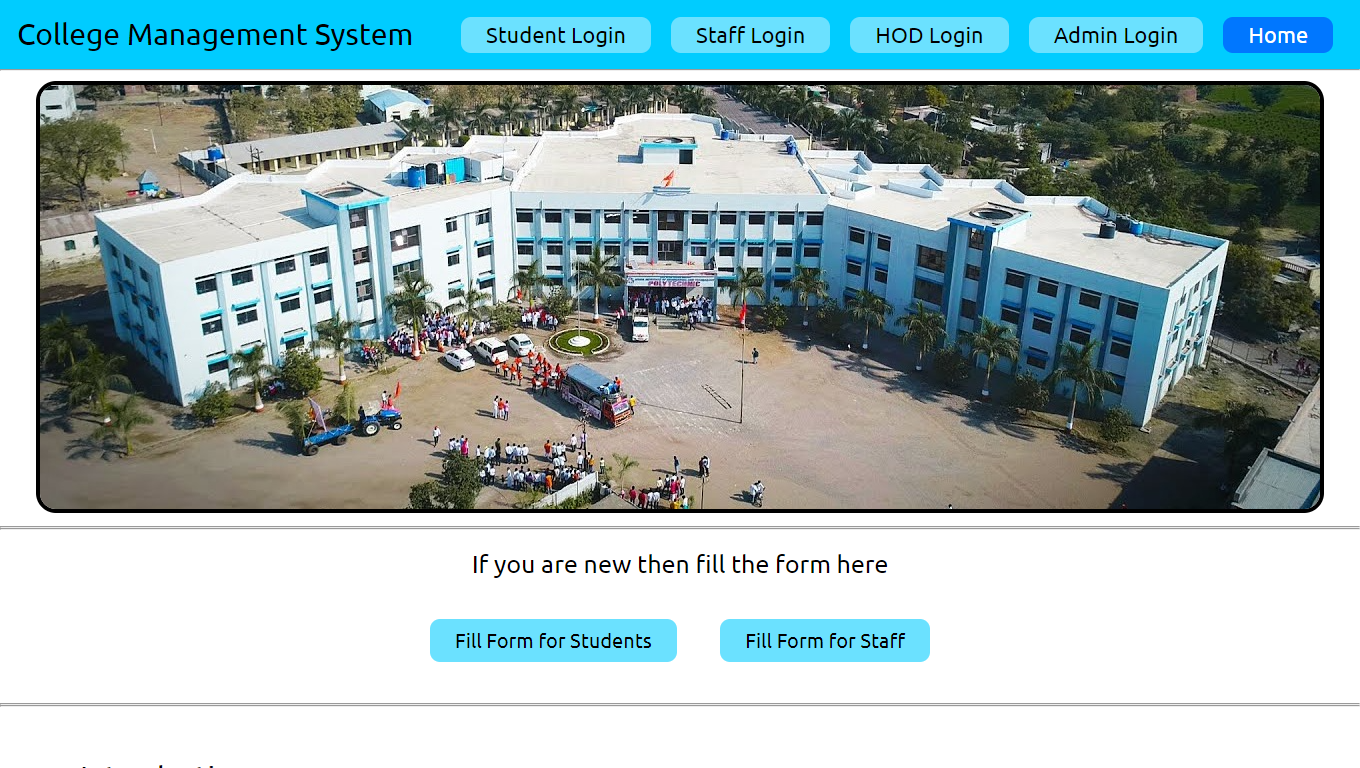 College Management System
Student Login
Staff Login
HOD Login
Admin Login
Home
POLYTECHNIC
If you are new then fill the form here
Fill Form for Students
Fill Form for Staff